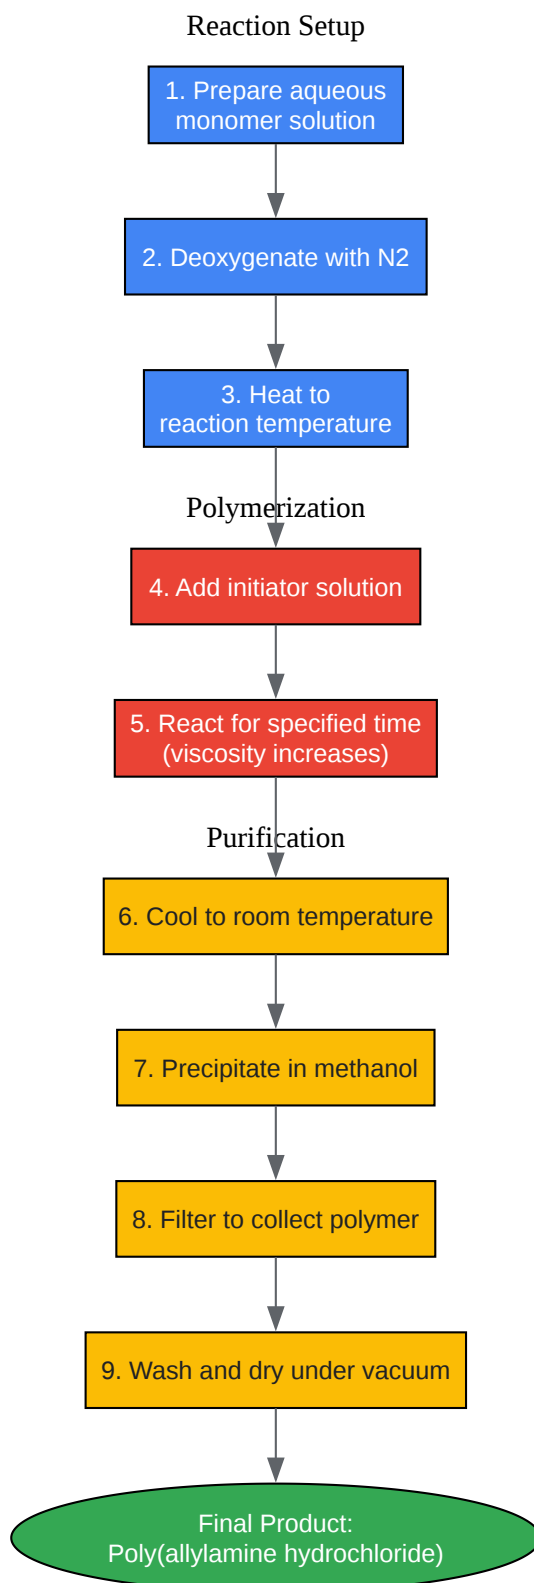 Reaction Setup
1. Prepare aqueous
monomer solution
2. Deoxygenate with N2
3. Heat to
reaction temperature
Polymerization
4. Add initiator solution
5. React for specified time
(viscosity increases)
Purification
6. Cool to room temperature
7. Precipitate in methanol
8. Filter to collect polymer
9. Wash and dry under vacuum
Final Product:
Poly(allylamine hydrochloride)